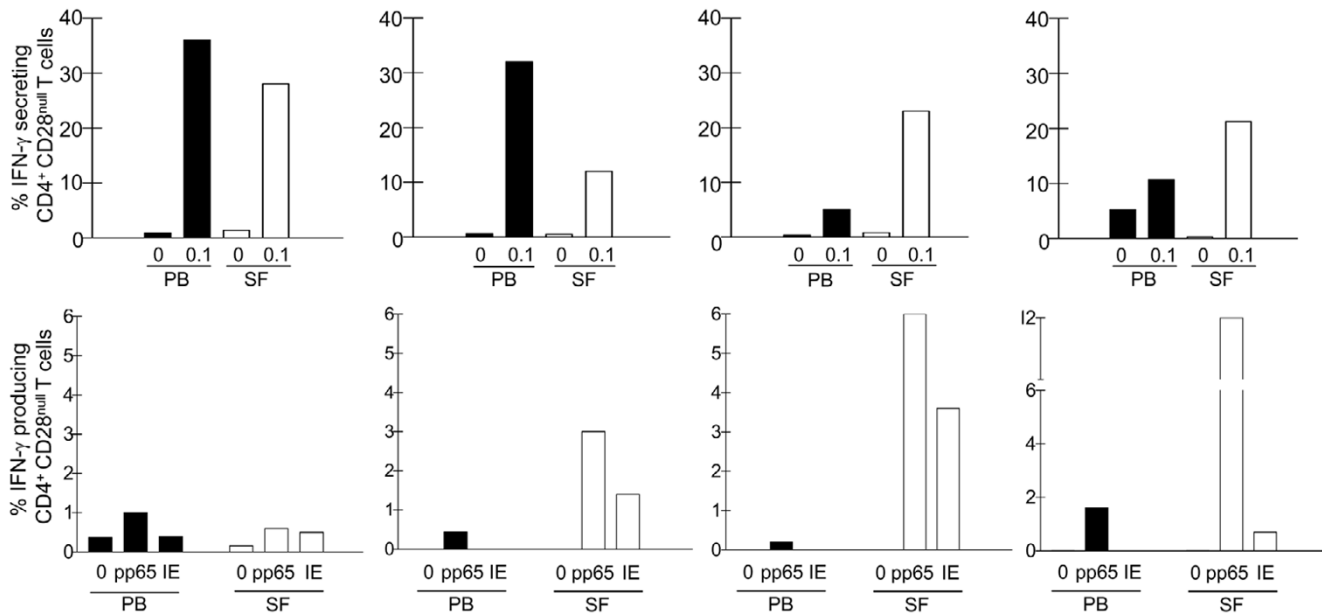 % IFN-γ secreting
CD4⁺ CD28ⁿᵘˡˡ T cells
40
30
20
10
0
0 0.1 0 0.1
PB SF
40
30
20
10
0
0 0.1 0 0.1
PB SF
40
30
20
10
0
0 0.1 0 0.1
PB SF
40
30
20
10
0
0 0.1 0 0.1
PB SF
% IFN-γ producing
CD4⁺ CD28ⁿᵘˡˡ T cells
6
5
4
3
2
1
0
0 pp65 IE 0 pp65 IE
PB SF
6
5
4
3
2
1
0
0 pp65 IE 0 pp65 IE
PB SF
6
5
4
3
2
1
0
0 pp65 IE 0 pp65 IE
PB SF
12
6
4
2
0
0 pp65 IE 0 pp65 IE
PB SF